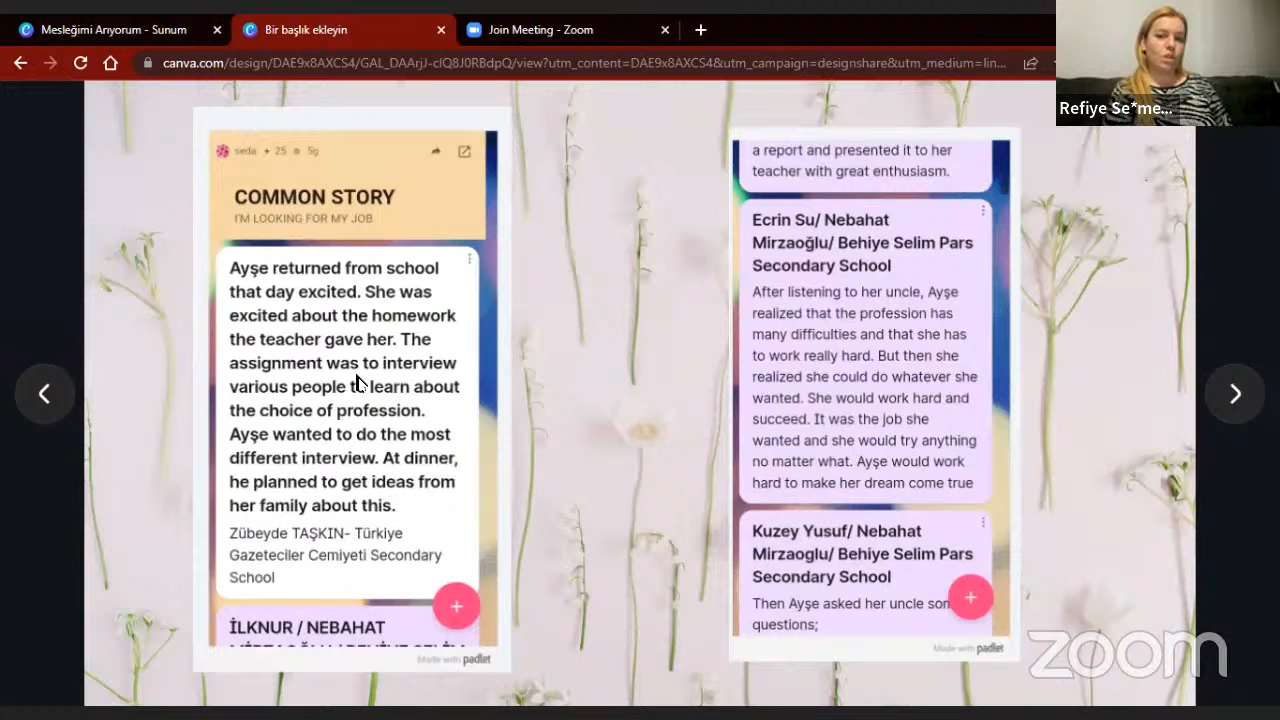 Mesleğimi Arıyorum - Sunum
Bir başlık ekleyin
Join Meeting - Zoom
canva.com/design/DAE9x8AXCS4/GAL_DAArjJ-cIQ8J0RBdpQ/view?utm_content=DAE9x8AXCS4&utm_campaign=designshare&utm_medium=lin...
Refiye Se*me...
seda + 25 5g
COMMON STORY
I'M LOOKING FOR MY JOB
Ayşe returned from school
that day excited. She was
excited about the homework
the teacher gave her. The
assignment was to interview
various people to learn about
the choice of profession.
Ayşe wanted to do the most
different interview. At dinner,
he planned to get ideas from
her family about this.
Zübeyde TAŞKIN- Türkiye
Gazeteciler Cemiyeti Secondary
School
İLKNUR / NEBAHAT
Made with padlet
a report and presented it to her
teacher with great enthusiasm.
Ecrin Su/ Nebahat
Mirzaoğlu/ Behiye Selim Pars
Secondary School
After listening to her uncle, Ayşe
realized that the profession has
many difficulties and that she has
to work really hard. But then she
realized she could do whatever she
wanted. She would work hard and
succeed. It was the job she
wanted and she would try anything
no matter what. Ayşe would work
hard to make her dream come true
Kuzey Yusuf/ Nebahat
Mirzaoglu/ Behiye Selim Pars
Secondary School
Then Ayşe asked her uncle som
questions;
Made with padlet
zoom